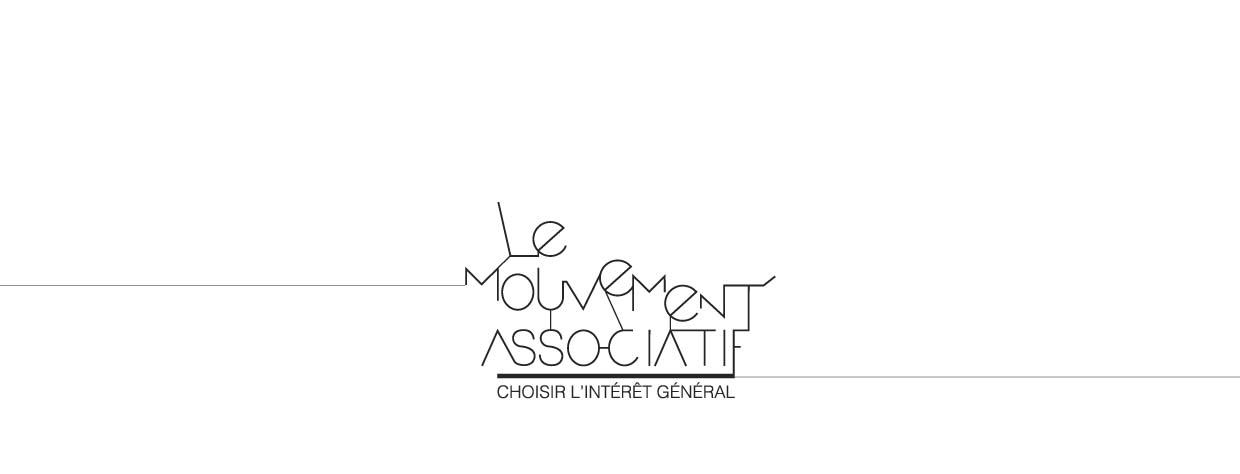 Le
Mouvement
ASSOCIATIF
CHOISIR L'INTÉRÊT GÉNÉRAL